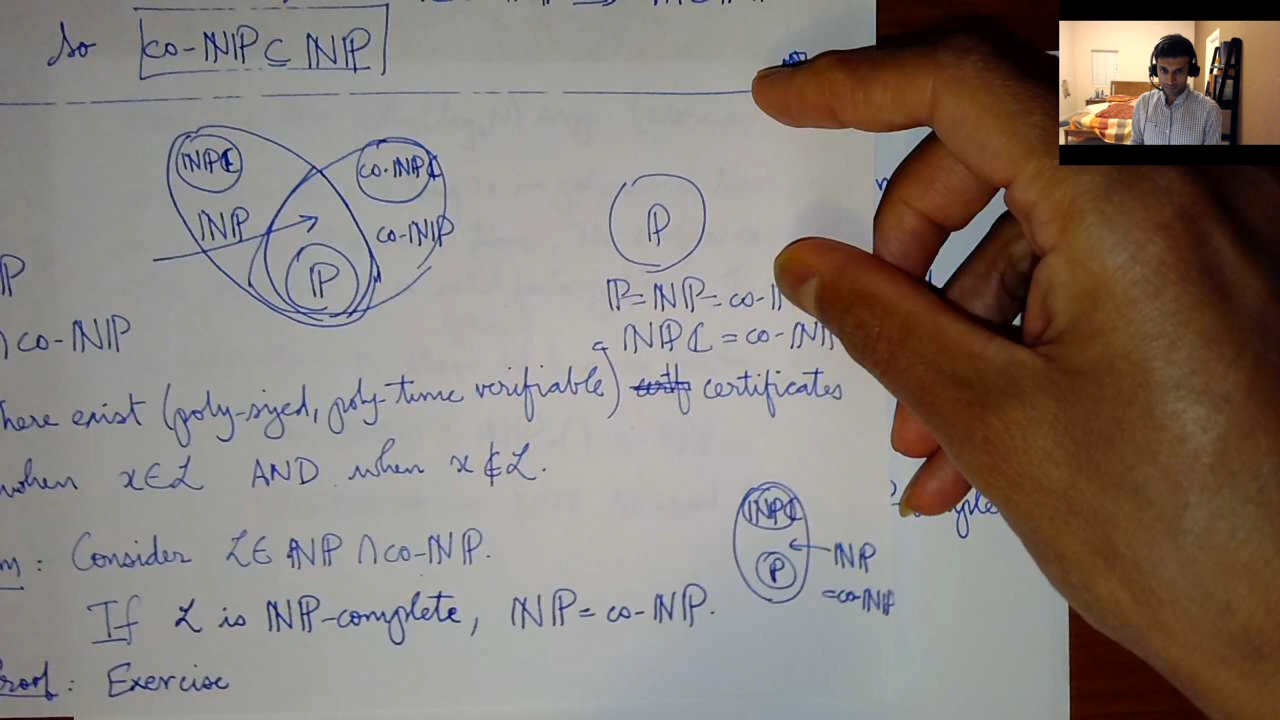 So co-NP ⊆ NP
NPC
co-NPC
NP
co-NP
P
P
P=NP=co-
NPC = co-NP
P
∩ co-NP
here exist (poly-sized, poly-time verifiable) certificates
when x∈L AND when x∉L.
m: Consider L∈ NP ∩ co-NP.
If L is NP-complete, NP = co-NP.
NPC
P
NP
=co-NP
Proof: Exercise